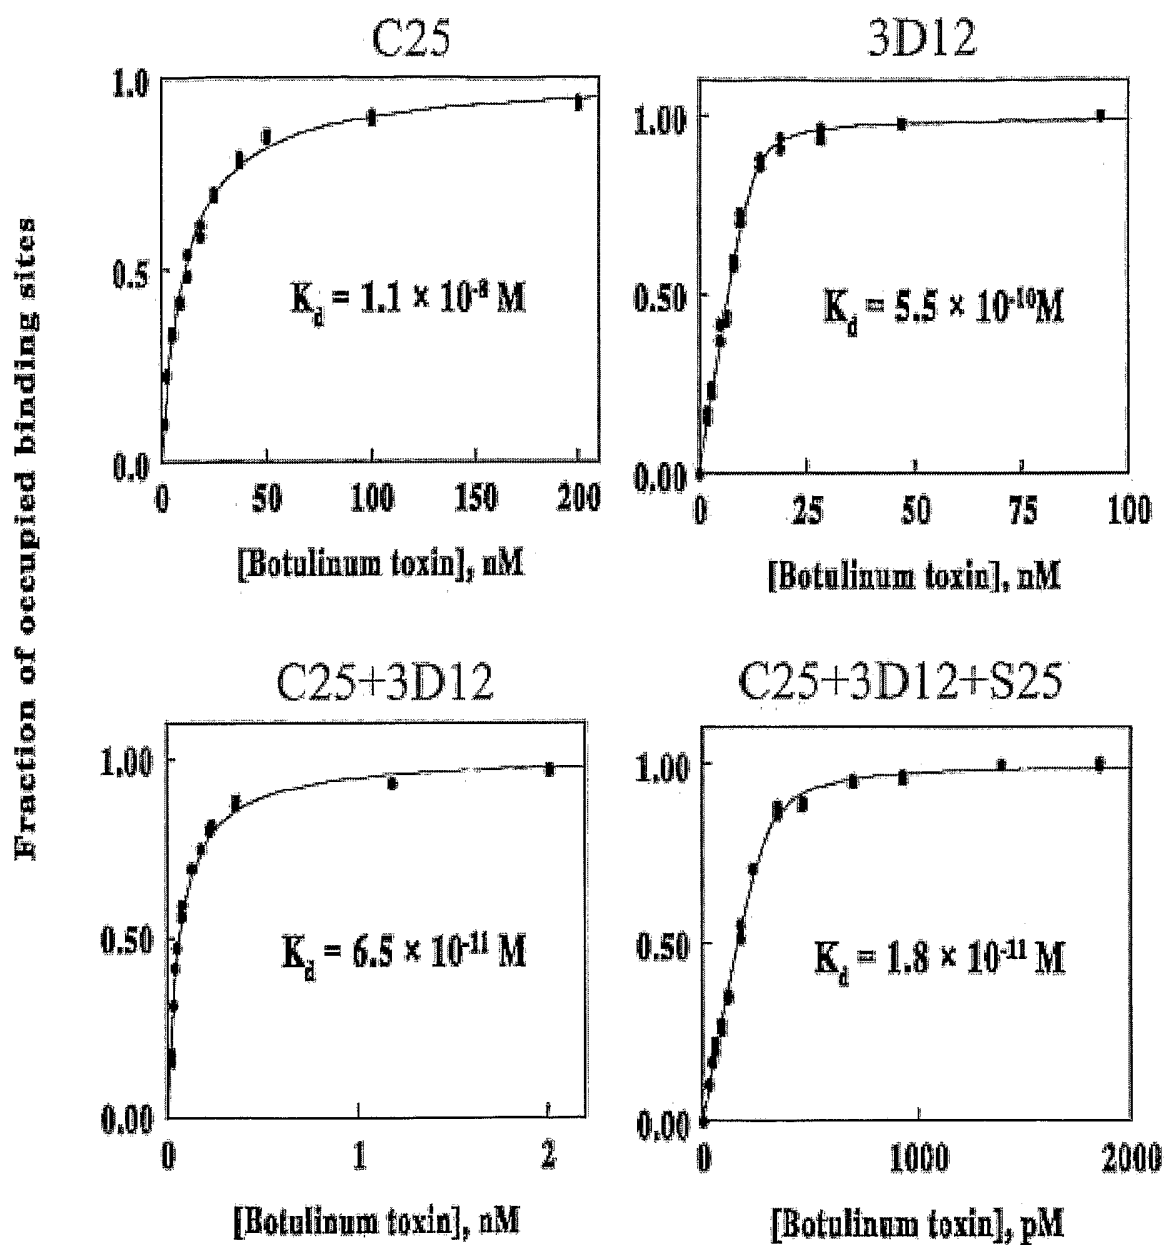 Fraction of occupied binding sites
C25
1.0
0.5
0.0
K_d = 1.1 × 10⁻⁸ M
0 50 100 150 200
[Botulinum toxin], nM
3D12
1.00
0.50
0.00
K_d = 5.5 × 10⁻¹⁰M
0 25 50 75 100
[Botulinum toxin], nM
C25+3D12
1.00
0.50
0.00
K_d = 6.5 × 10⁻¹¹ M
0 1 2
[Botulinum toxin], nM
C25+3D12+S25
1.00
0.50
0.00
K_d = 1.8 × 10⁻¹¹ M
0 1000 2000
[Botulinum toxin], pM